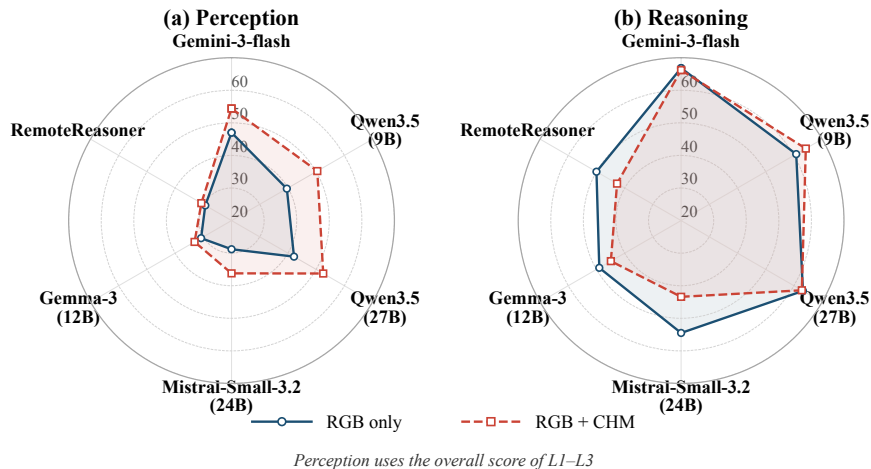 (a) Perception
Gemini-3-flash
60
50
40
30
20
RemoteReasoner
Qwen3.5
(9B)
Gemma-3
(12B)
Qwen3.5
(27B)
Mistral-Small-3.2
(24B)
(b) Reasoning
Gemini-3-flash
60
50
40
30
20
RemoteReasoner
Qwen3.5
(9B)
Gemma-3
(12B)
Qwen3.5
(27B)
Mistral-Small-3.2
(24B)
RGB only
RGB + CHM
Perception uses the overall score of L1–L3